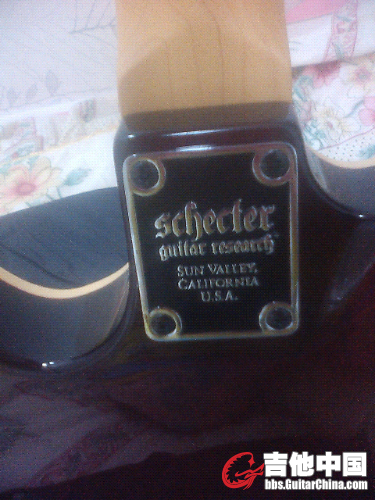 schecter
guitar research
SUN VALLEY,
CALIFORNIA
U.S.A.
吉他中国
bbs.GuitarChina.com